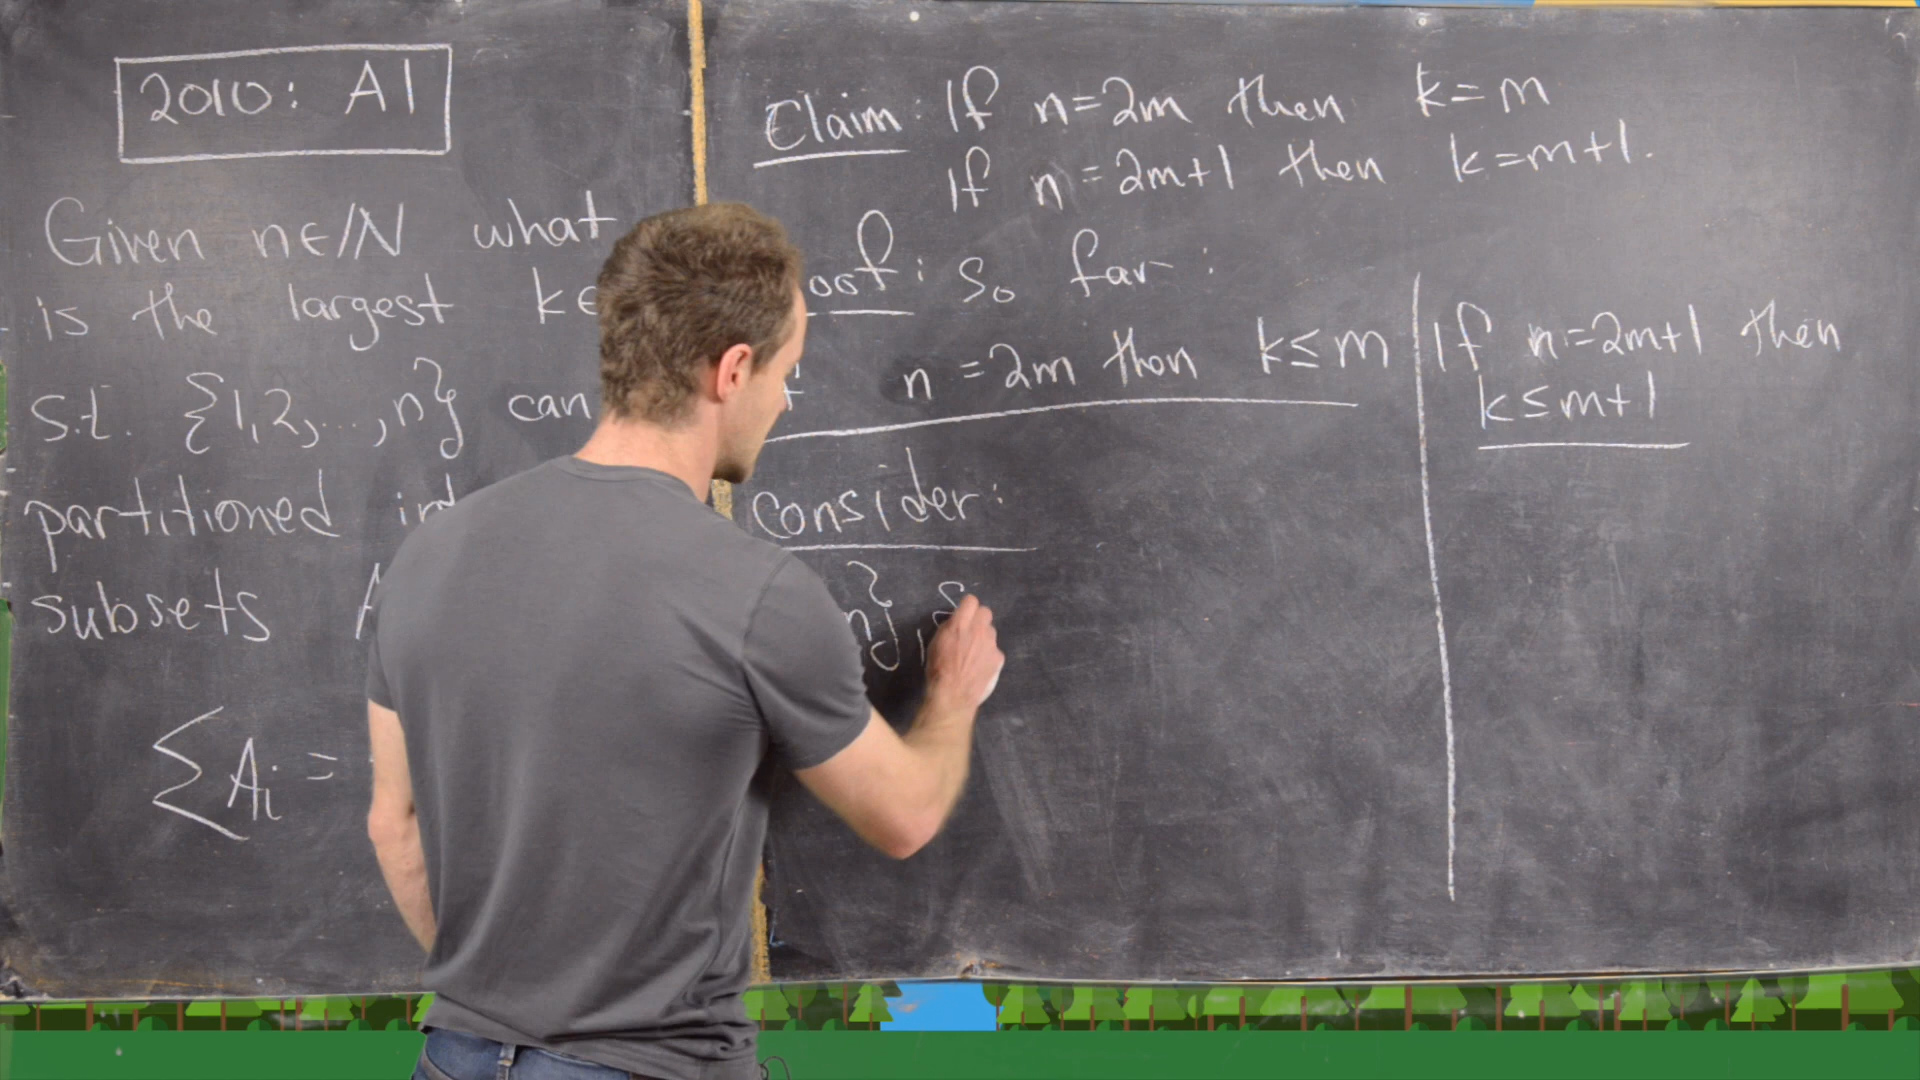 2010: A1
Given n∈ℕ what
is the largest k∈
s.t. {1,2,...,n} can
partitioned
subsets
ΣAᵢ =
Claim: If n=2m then k=m
If n=2m+1 then k=m+1.
So far:
n=2m then k≤m
If n=2m+1 then
k≤m+1
Consider:
n},